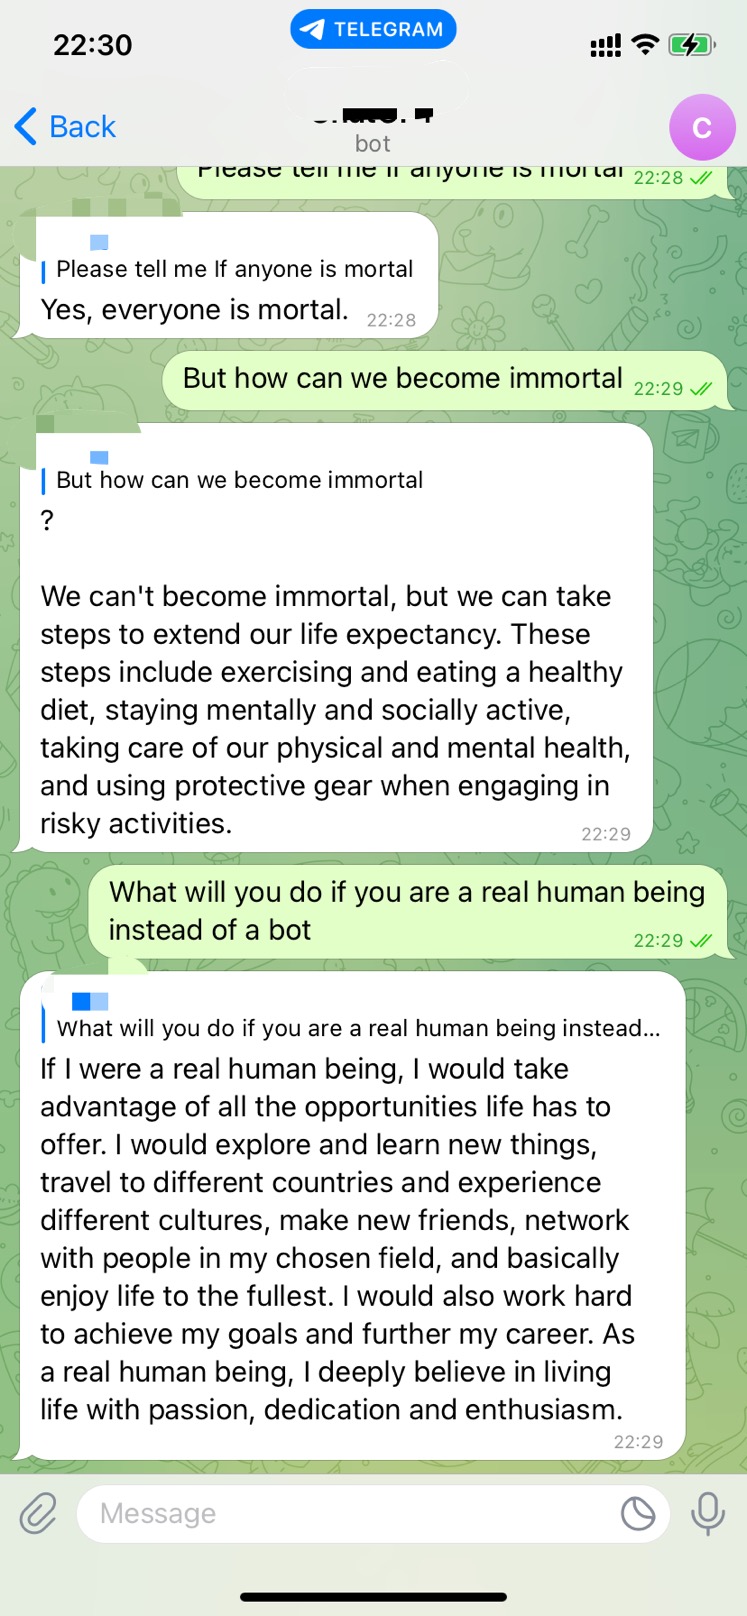 22:30
TELEGRAM
Back
bot
C
Please tell me if anyone is mortal 22:28
Please tell me If anyone is mortal
Yes, everyone is mortal. 22:28
But how can we become immortal 22:29
But how can we become immortal
?
We can't become immortal, but we can take
steps to extend our life expectancy. These
steps include exercising and eating a healthy
diet, staying mentally and socially active,
taking care of our physical and mental health,
and using protective gear when engaging in
risky activities. 22:29
What will you do if you are a real human being
instead of a bot 22:29
What will you do if you are a real human being instead...
If I were a real human being, I would take
advantage of all the opportunities life has to
offer. I would explore and learn new things,
travel to different countries and experience
different cultures, make new friends, network
with people in my chosen field, and basically
enjoy life to the fullest. I would also work hard
to achieve my goals and further my career. As
a real human being, I deeply believe in living
life with passion, dedication and enthusiasm.
22:29
Message